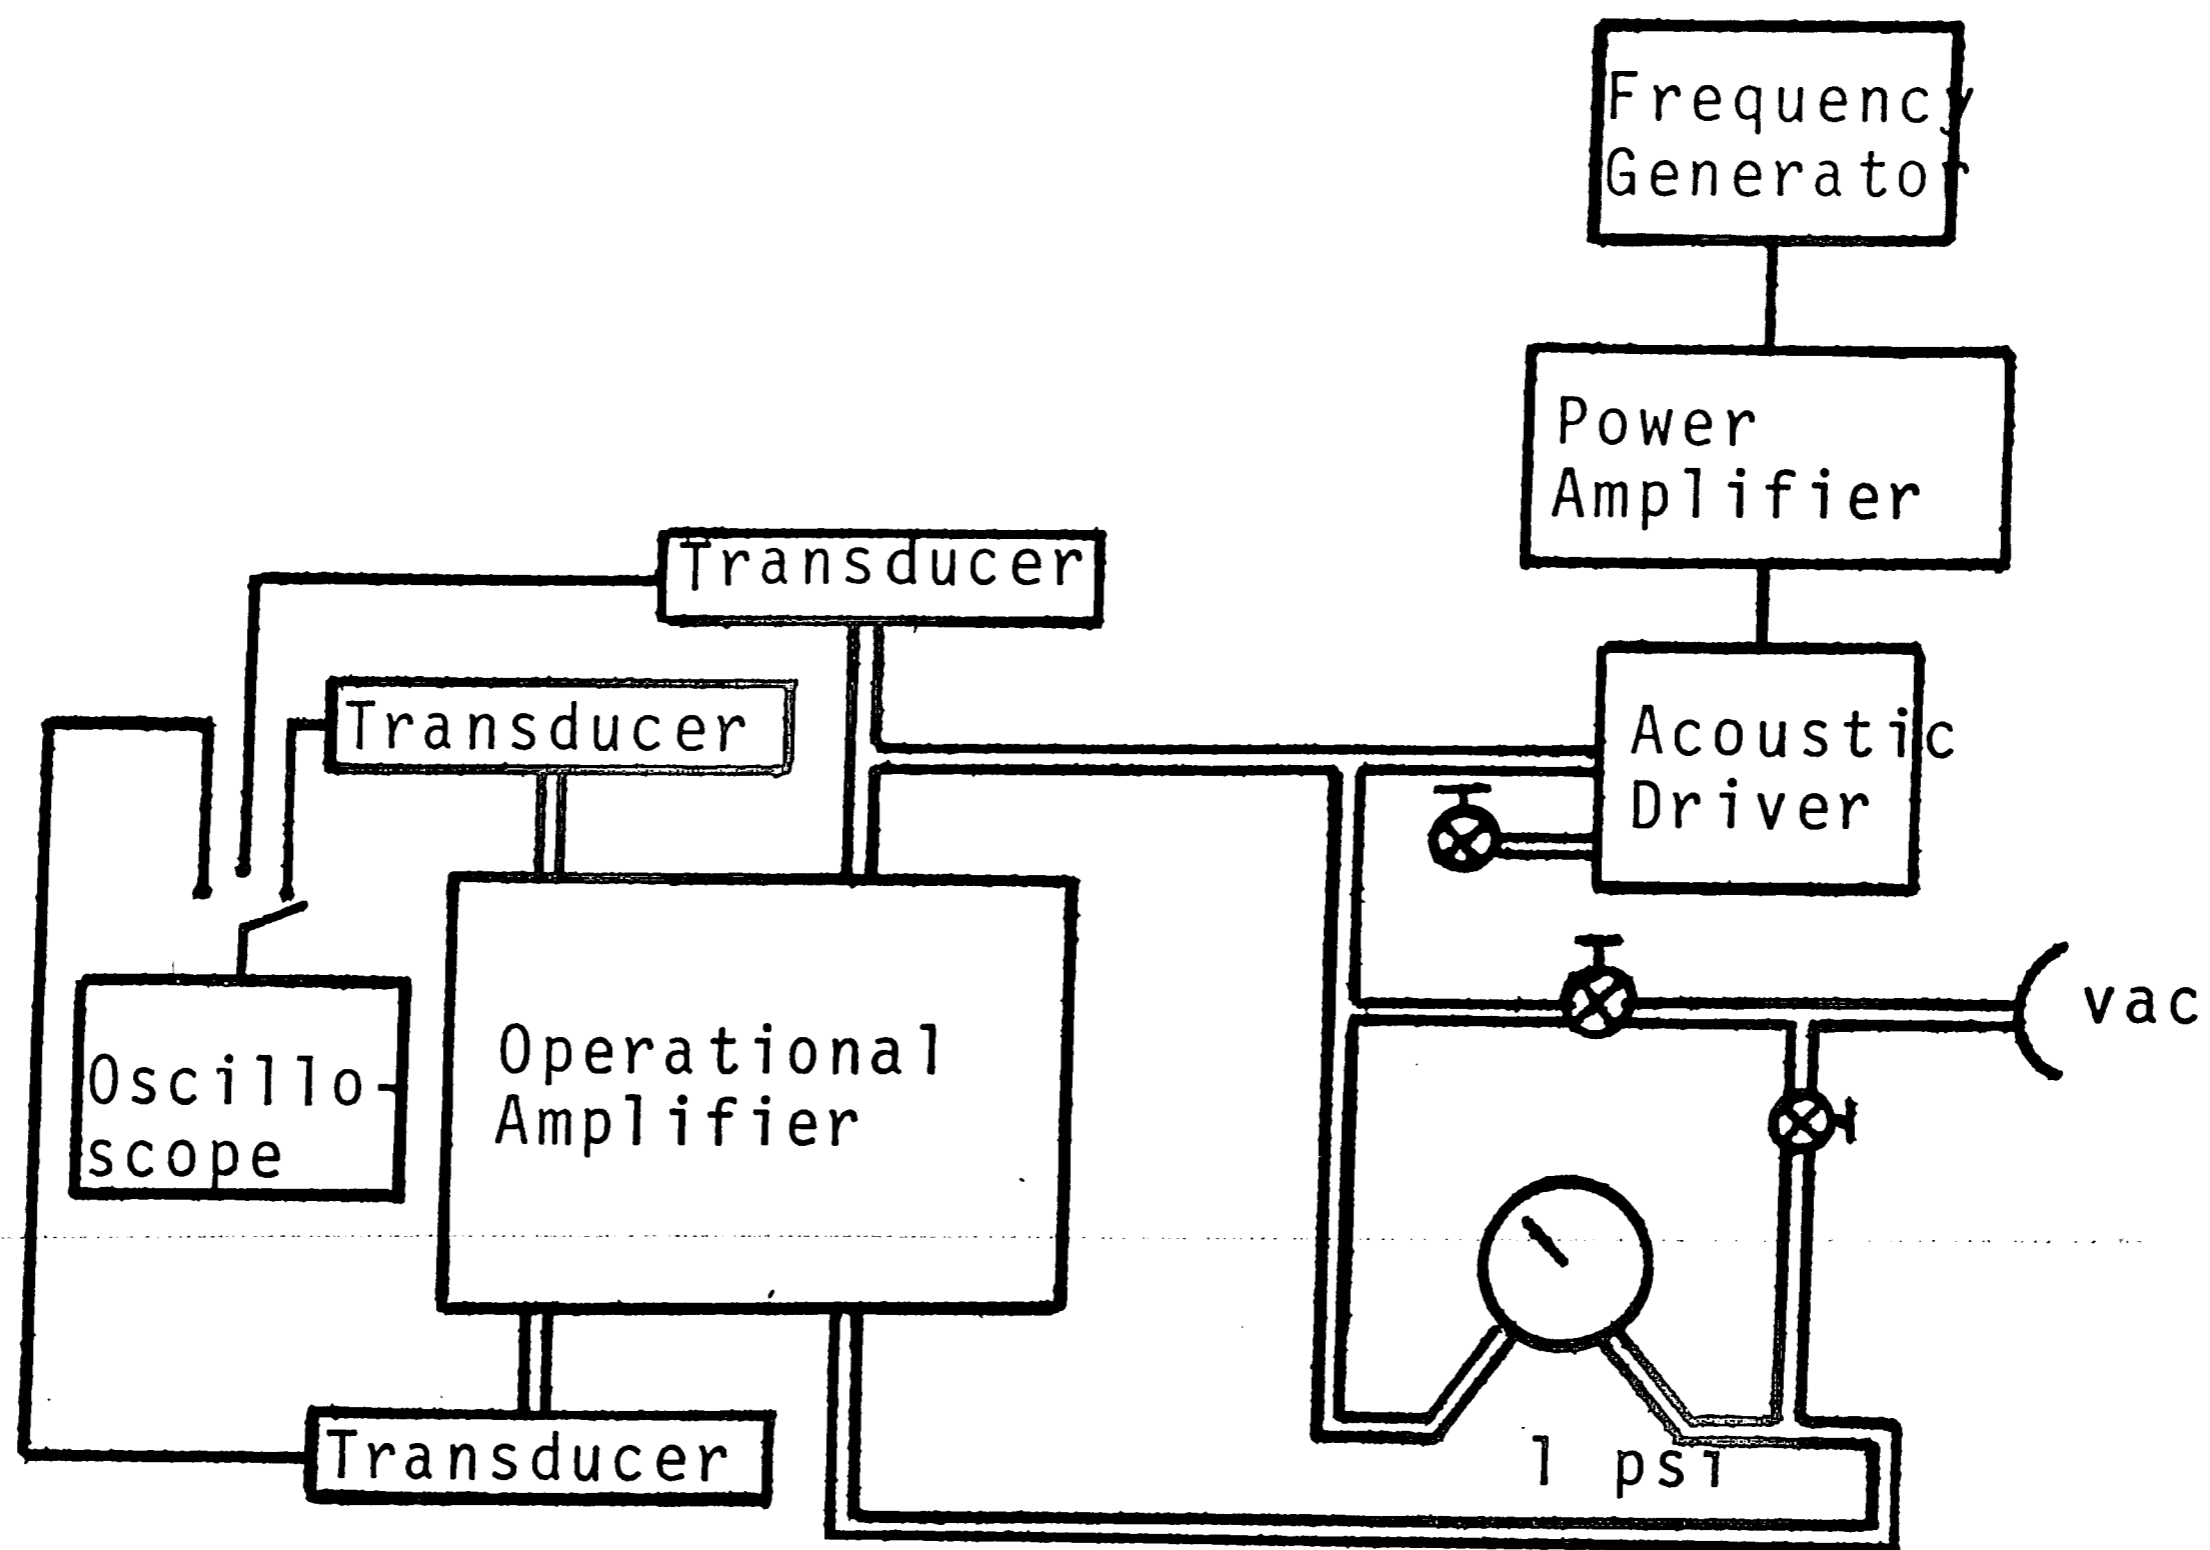 Frequency
Generator
Power
Amplifier
Transducer
Transducer
Acoustic
Driver
vac
Operational
Amplifier
Oscillo-
scope
1 psi
Transducer